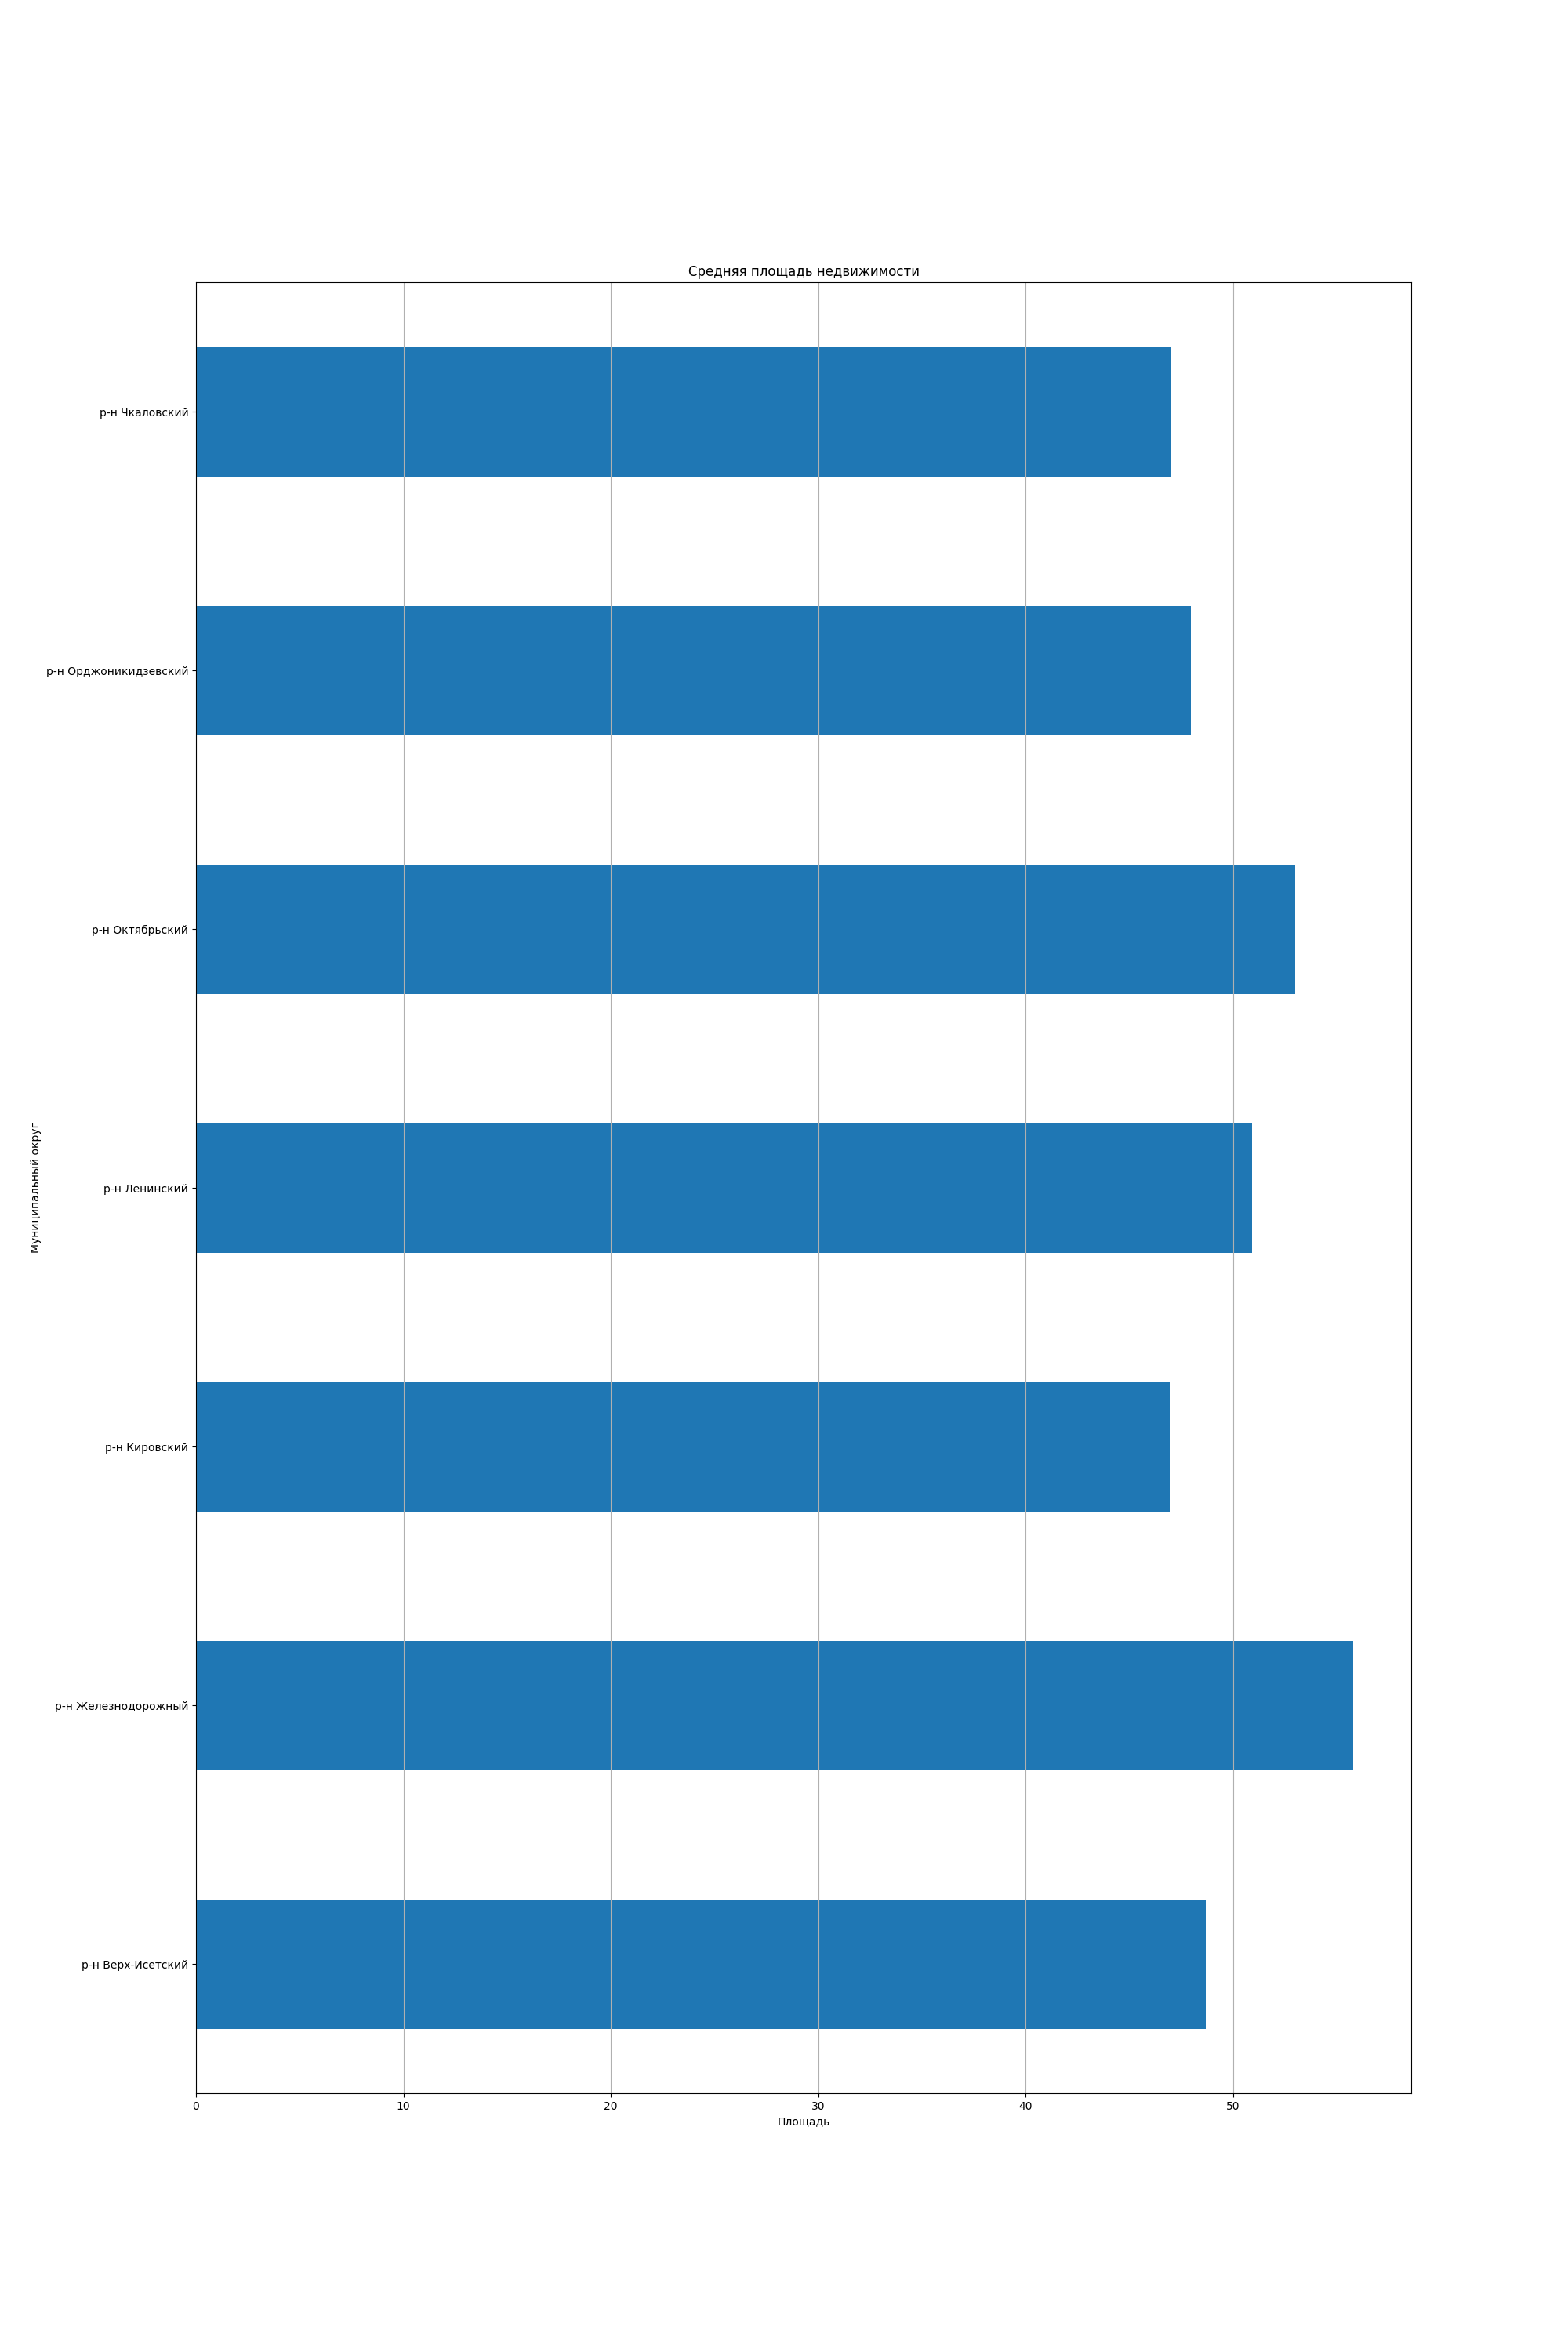 Средняя площадь недвижимости
р-н Чкаловский
р-н Орджоникидзевский
р-н Октябрьский
р-н Ленинский
р-н Кировский
р-н Железнодорожный
р-н Верх-Исетский
Муниципальный округ
0 10 20 30 40 50
Площадь